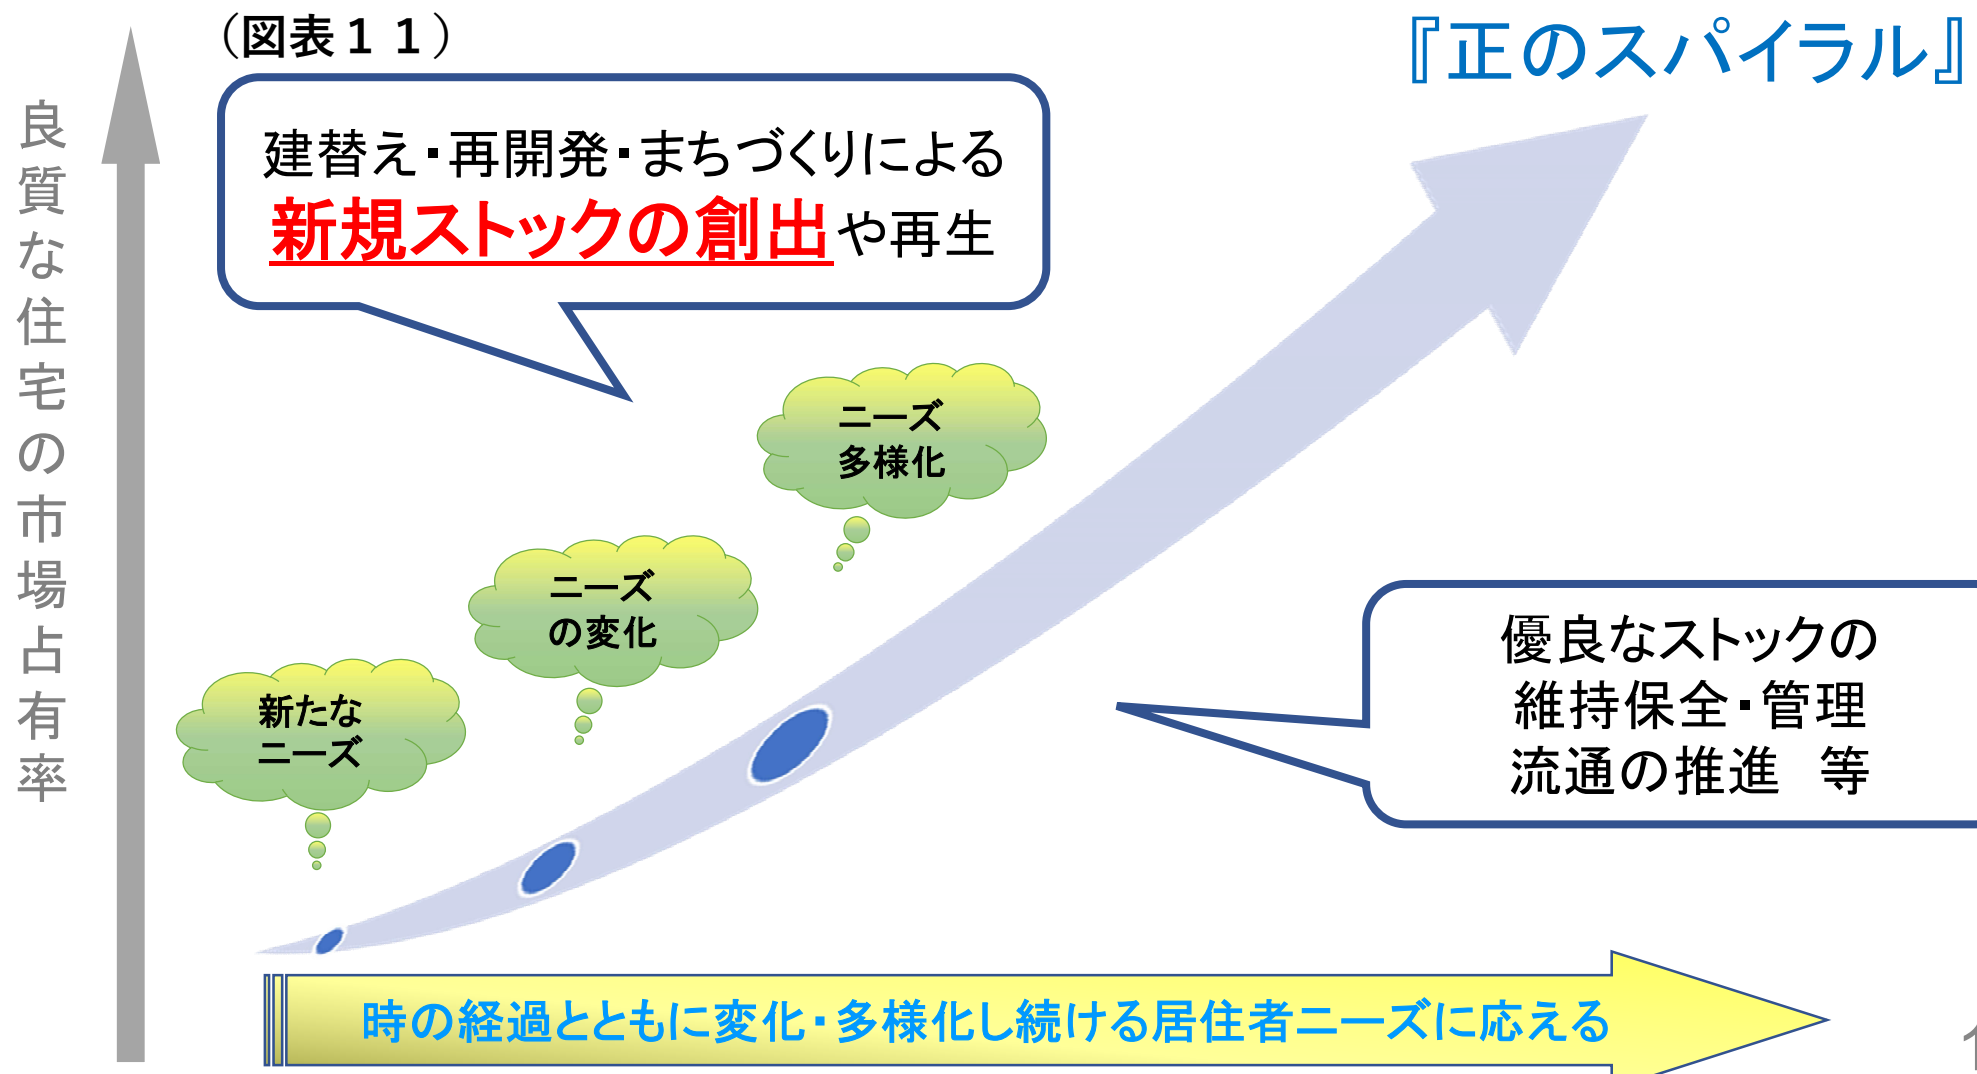 （図表１１）
『正のスパイラル』
良質な住宅の市場占有率
建替え・再開発・まちづくりによる
新規ストックの創出や再生
ニーズ
多様化
ニーズ
の変化
新たな
ニーズ
優良なストックの
維持保全・管理
流通の推進　等
時の経過とともに変化・多様化し続ける居住者ニーズに応える